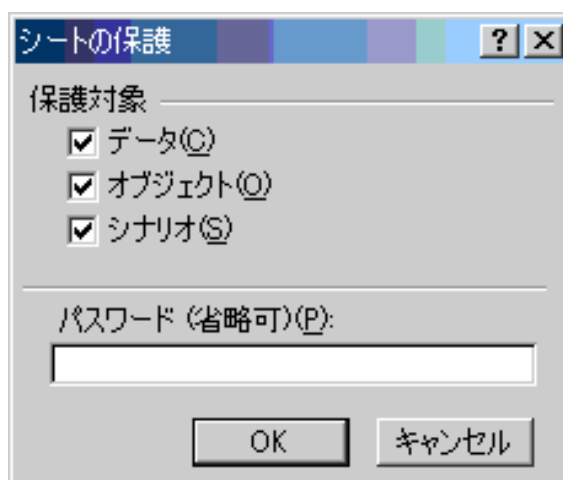 シートの保護
保護対象
データ(C)
オブジェクト(O)
シナリオ(S)
パスワード (省略可)(P):
OK キャンセル